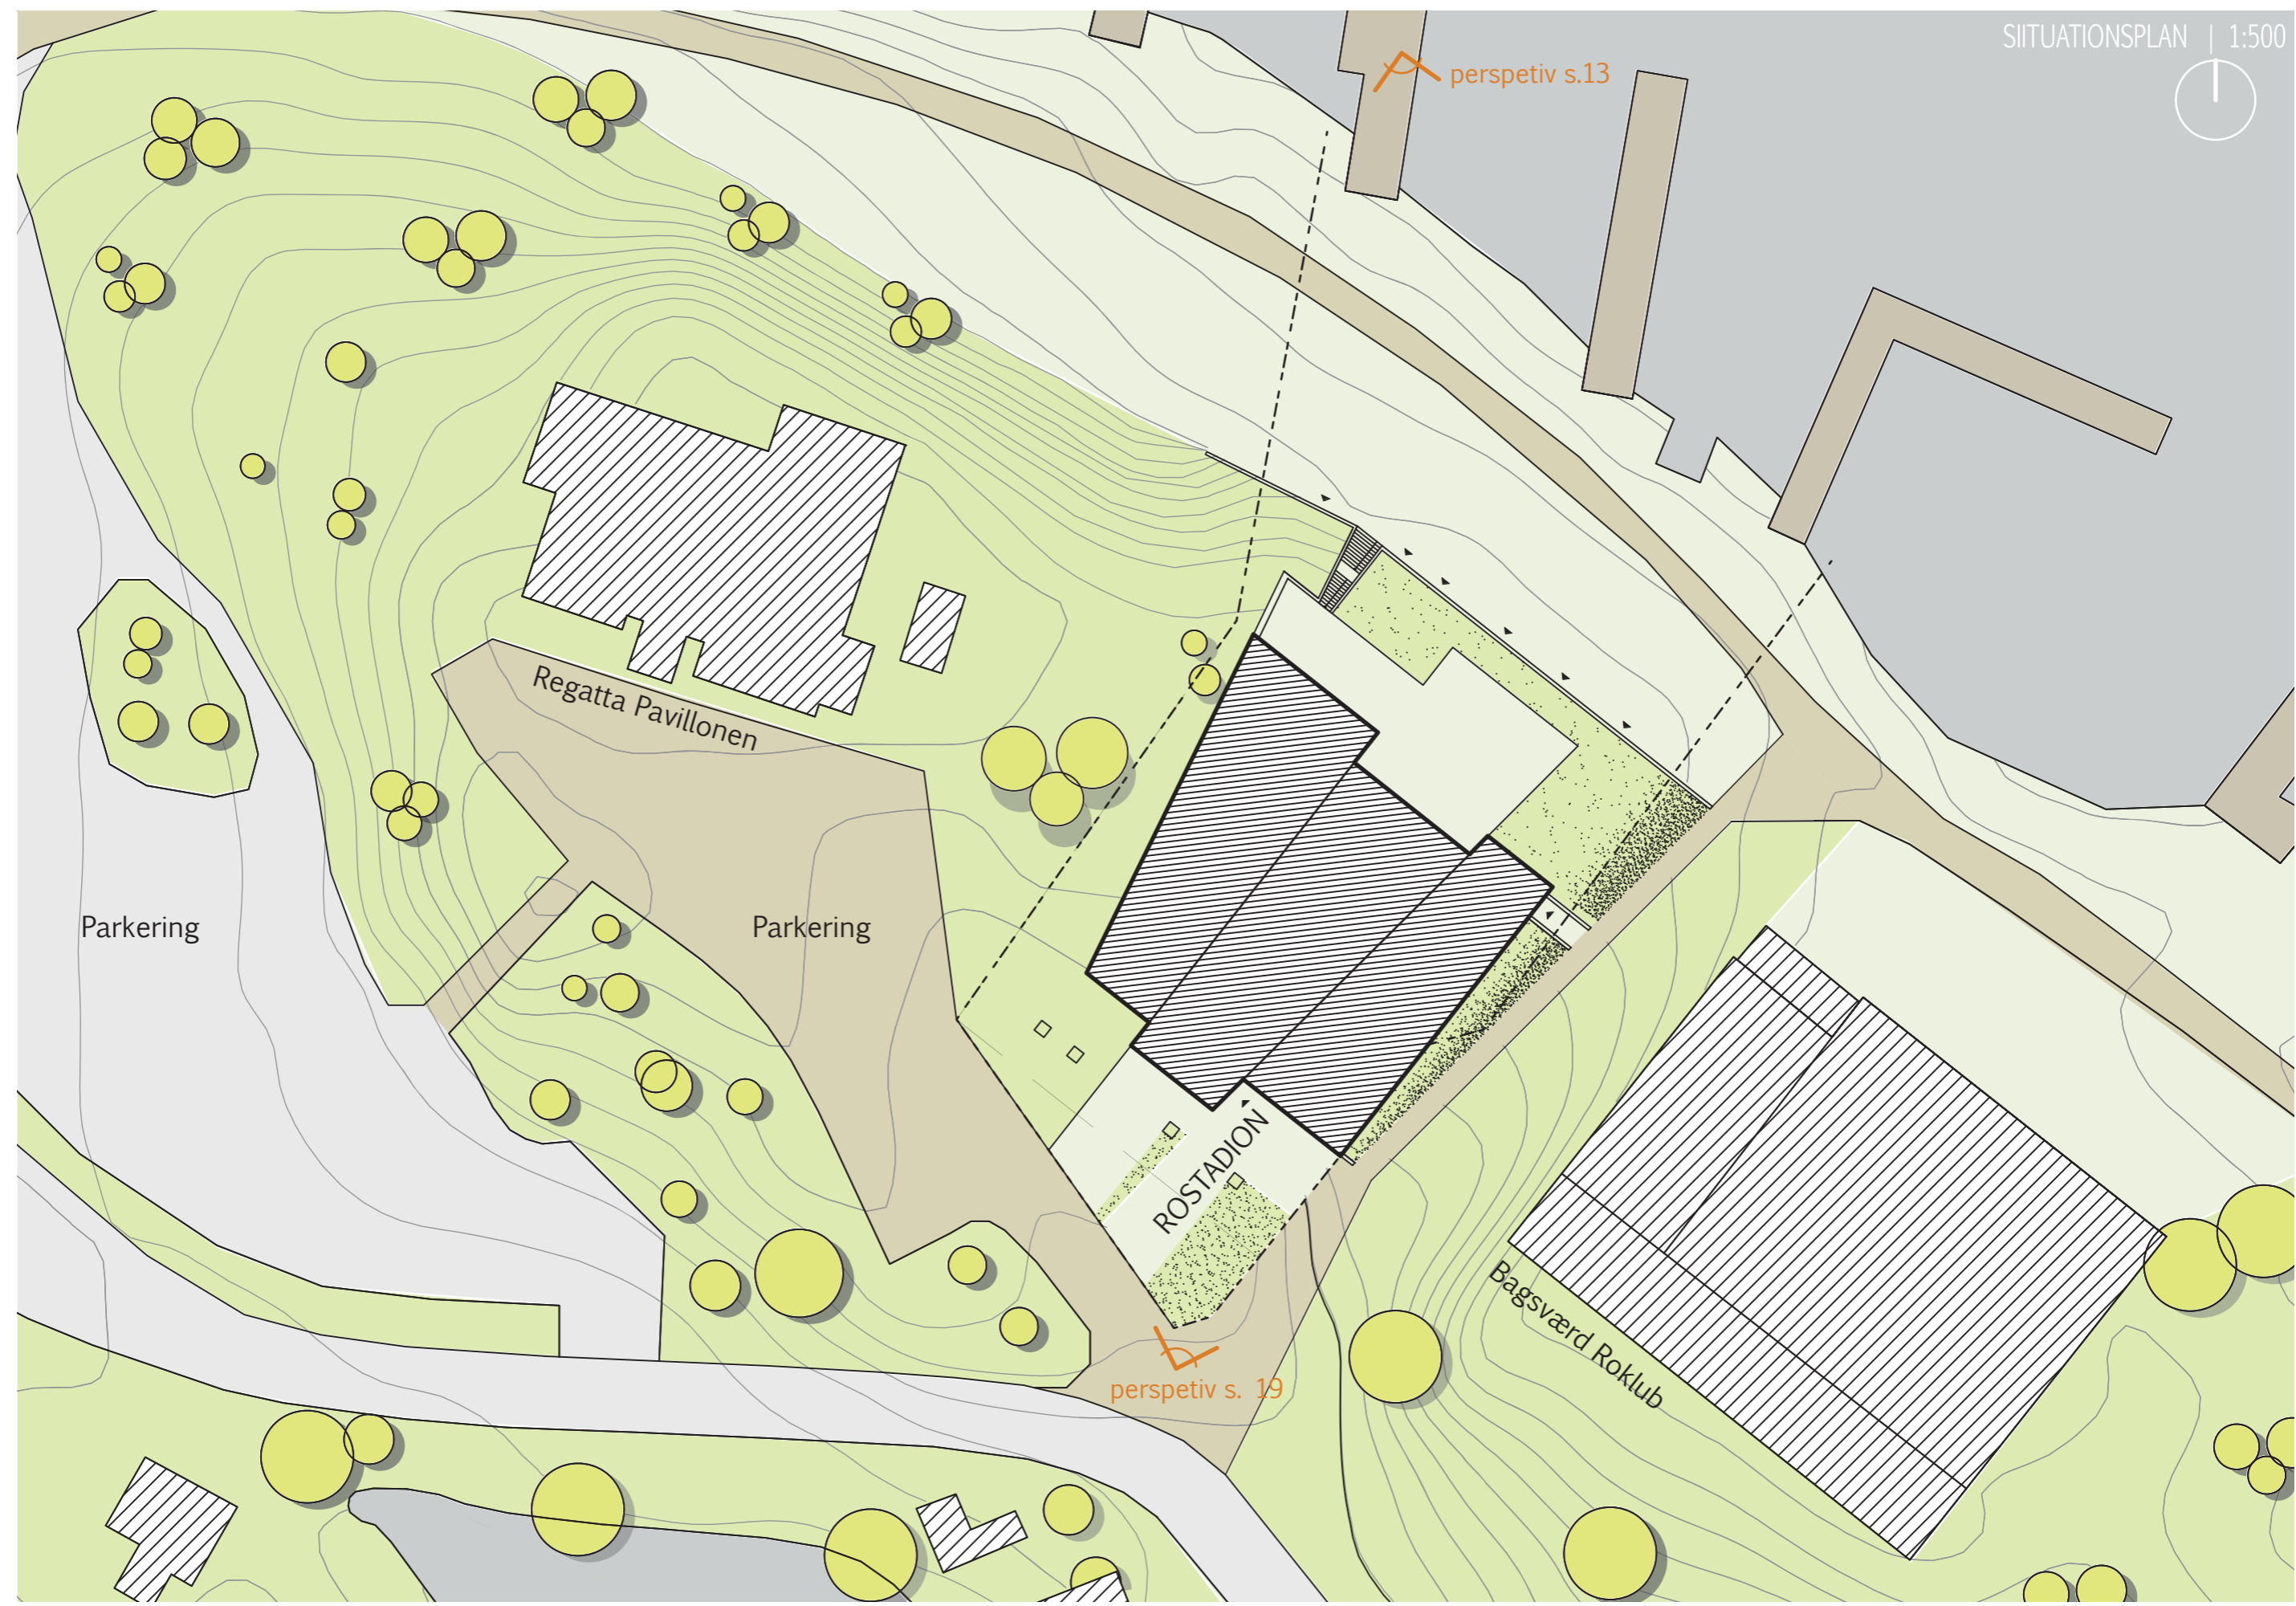 SIITUATIONSPLAN | 1:500
perspetiv s.13
Regatta Pavillonen
Parkering
Parkering
ROSTADION
Bagsværd Roklub
perspetiv s. 19